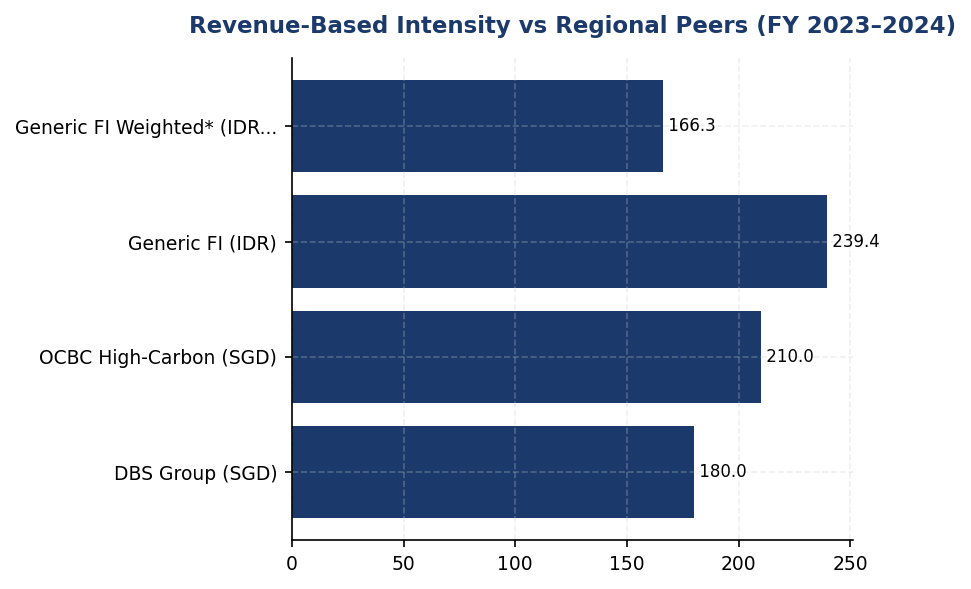 Revenue-Based Intensity vs Regional Peers (FY 2023–2024)
Generic FI Weighted* (IDR...
166.3
Generic FI (IDR)
239.4
OCBC High-Carbon (SGD)
210.0
DBS Group (SGD)
180.0
0 50 100 150 200 250